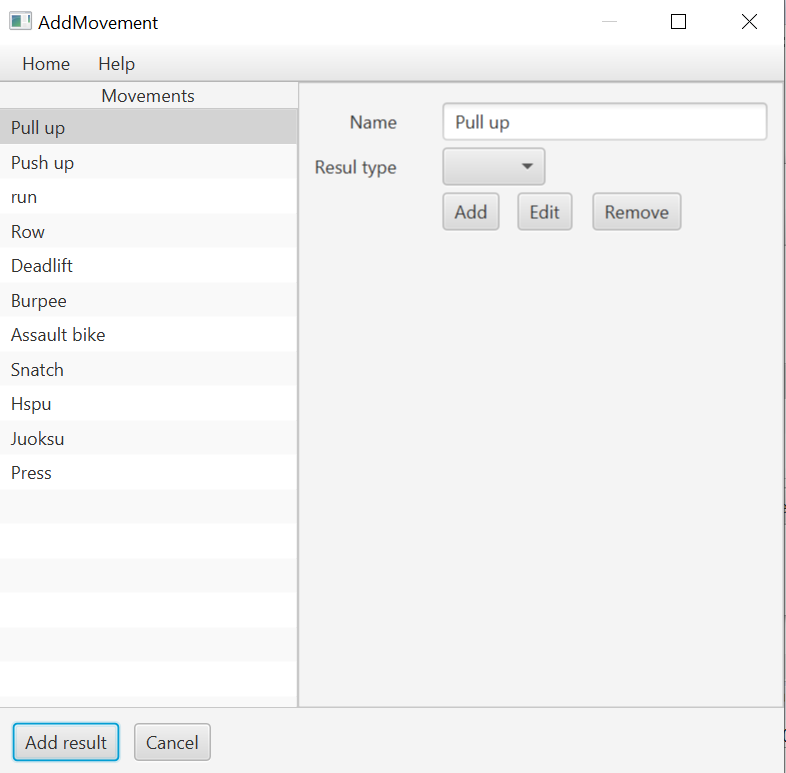 AddMovement
Home Help
Movements
Pull up
Push up
run
Row
Deadlift
Burpee
Assault bike
Snatch
Hspu
Juoksu
Press
Name Pull up
Resul type
Add Edit Remove
Add result Cancel